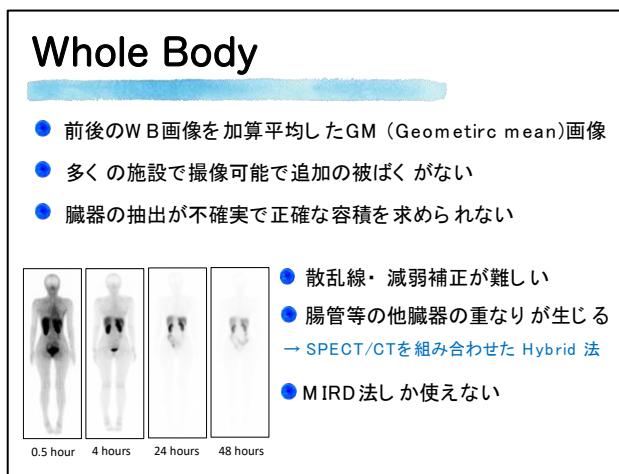 Whole Body
前後のWB画像を加算平均したGM (Geometirc mean)画像
多くの施設で撮像可能で追加の被ばくがない
臓器の抽出が不確実で正確な容積を求められない
散乱線・減弱補正が難しい
腸管等の他臓器の重なりが生じる
→ SPECT/CTを組み合わせた Hybrid 法
MIRD法しか使えない
0.5 hour 4 hours 24 hours 48 hours